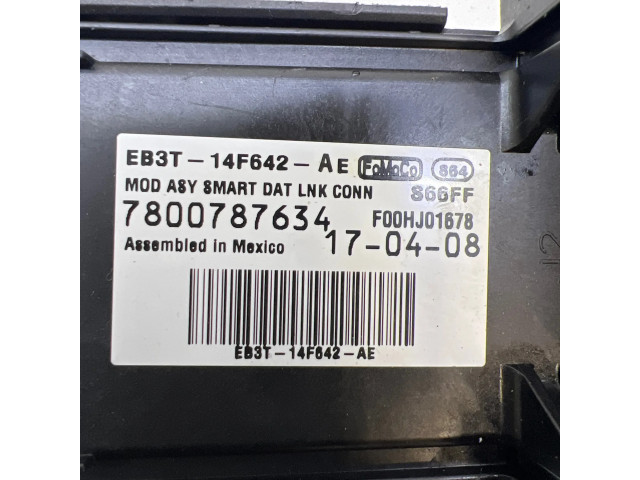 EB3T-14F642-AE FoMoCo S64
MOD ASY SMART DAT LNK CONN S66FF
7800787634 F00HJ01678
Assembled in Mexico 17-04-08
EB3T-14F642-AE